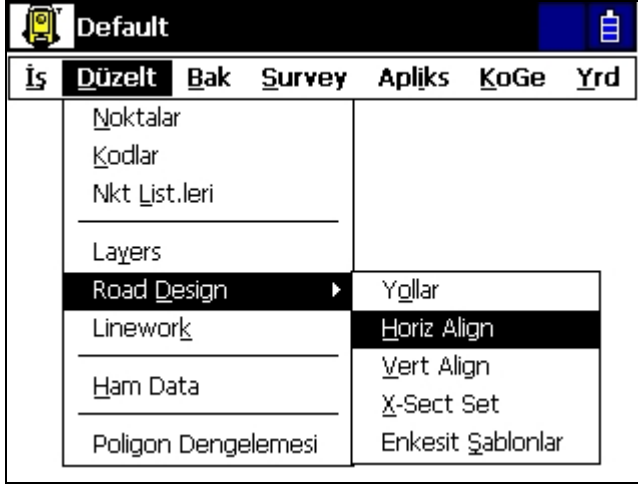 Default
İş Düzelt Bak Survey Apliks KoGe Yrd
Noktalar
Kodlar
Nkt List.leri
Layers
Road Design
Linework
Ham Data
Poligon Dengelemesi
Yollar
Horiz Align
Vert Align
X-Sect Set
Enkesit Şablonlar